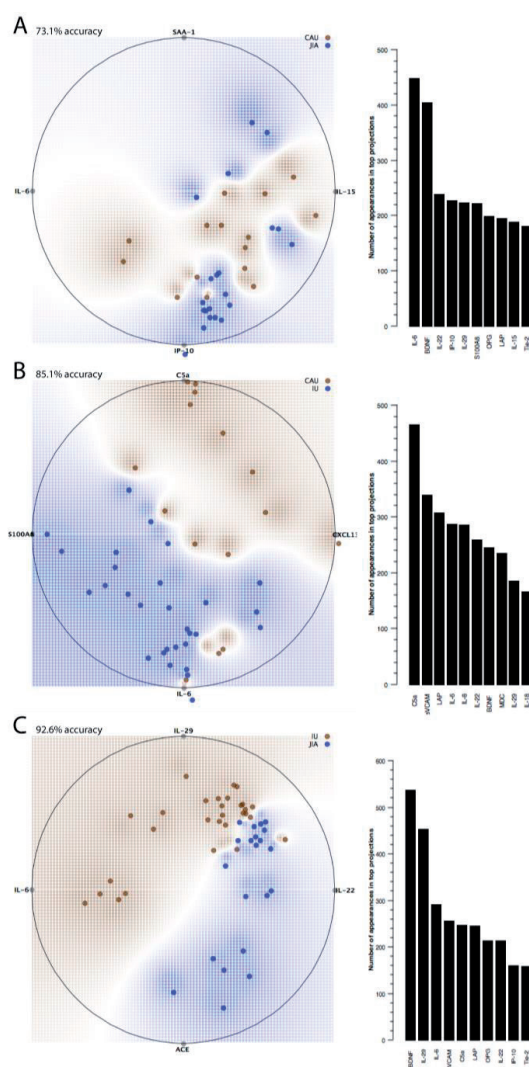 A
73.1% accuracy
SAA-1
CAU
JIA
IL-6
IL-15
IP-10
Number of appearances in top projections
500
400
300
200
100
0
IL-6
BDNF
IL-22
IP-10
IL-29
S100A8
OPG
LAP
IL-15
Tie-2
B
85.1% accuracy
C5a
CAU
IU
S100A8
CXCL13
IL-6
Number of appearances in top projections
500
400
300
200
100
0
C5a
sVCAM
LAP
IL-22
BDNF
MDC
IL-29
IL-18
C
92.6% accuracy
IL-29
IU
JIA
IL-6
IL-22
ACE
Number of appearances in top projections
600
500
400
300
200
100
0
BDNF
IL-29
IL-6
VCAM
C5a
LAP
OPG
IL-22
IP-10
Tie-2